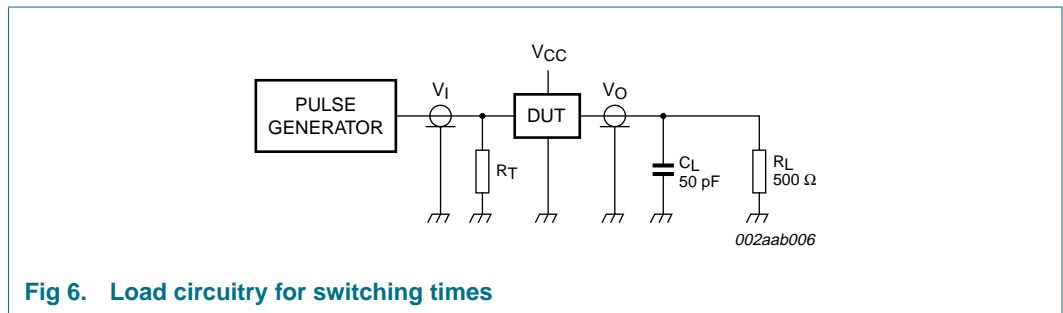 VCC
VI
VO
PULSE
GENERATOR
DUT
RT
CL
50 pF
RL
500 Ω
002aab006
Fig 6. Load circuitry for switching times